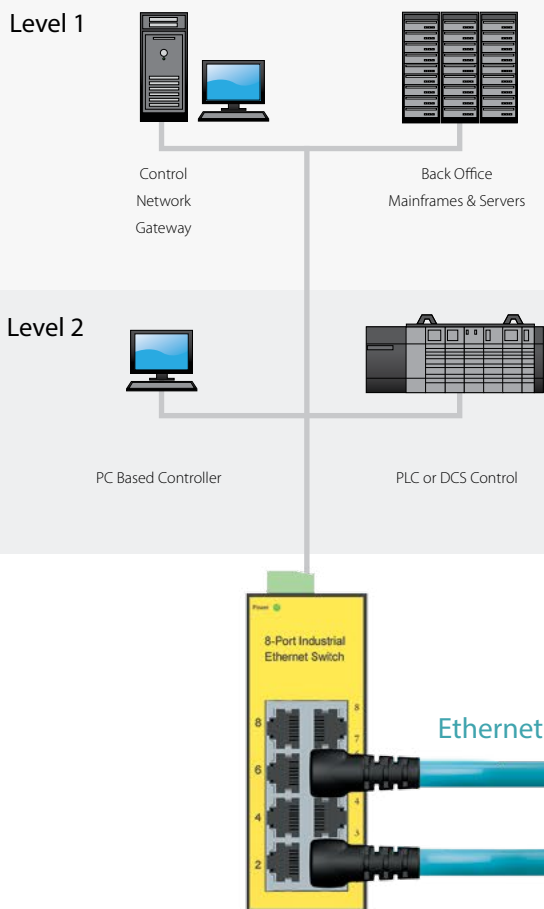 Level 1
Control
Network
Gateway
Back Office
Mainframes & Servers
Level 2
PC Based Controller
PLC or DCS Control
Power
8-Port Industrial
Ethernet Switch
8
8
7
6
6
4
4
3
2
Ethernet